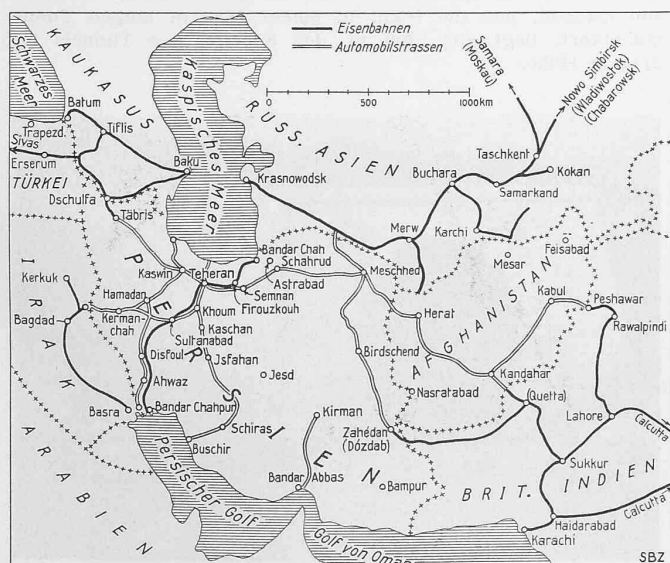 Eisenbahnen
Automobilstrassen
0 500 1000km
KAUKASUS
Schwarzes
Meer
Kaspisches Meer
RUSS. ASIEN
Samara
(Moskau)
Nowo Simbirsk
(Wladiwostok)
(Chabarowsk)
Batum
Trapezd.
Tiflis
Sivas
Erserum
TÜRKEI
Baku
Krasnowodsk
Taschkent
Kokan
Buchara
Samarkand
Dschulfa
Täbris
Merw
Karchi
Mesar
Feisabad
Bandar Chah
Schahrud
Kaswin
Teheran
Meschhed
Astrabad
Semnan
Firouzkouh
Kerkuk
Hamadan
Kerman-
chah
Khoum
Kaschan
Sultanabad
Herat
Kabul
Peshawar
Rawalpindi
AFGHANISTAN
Bagdad
IRAK
PERSIEN
Disfoul
Jsfahan
Birdschend
Jesd
Nasratabad
Kandahar
(Quetta)
Lahore
Calcutta
Ahwaz
Basra
Bandar Chahpur
Schiras
Buschir
Kirman
Zahédan
(Dózdab)
Sukkur
ARABIEN
Persischer Golf
Bandar Abbas
Bampur
BRIT. INDIEN
Calcutta
Haidarabad
Karachi
Golf von Oman
SBZ